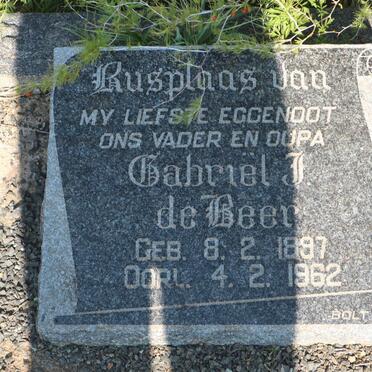 Rusplaas van
MY LIEFSTE EGGENOOT
ONS VADER EN OUPA
Gabriël J
de Beer
GEB. 8. 2. 1897
OORL. 4. 2. 1962
BOLT